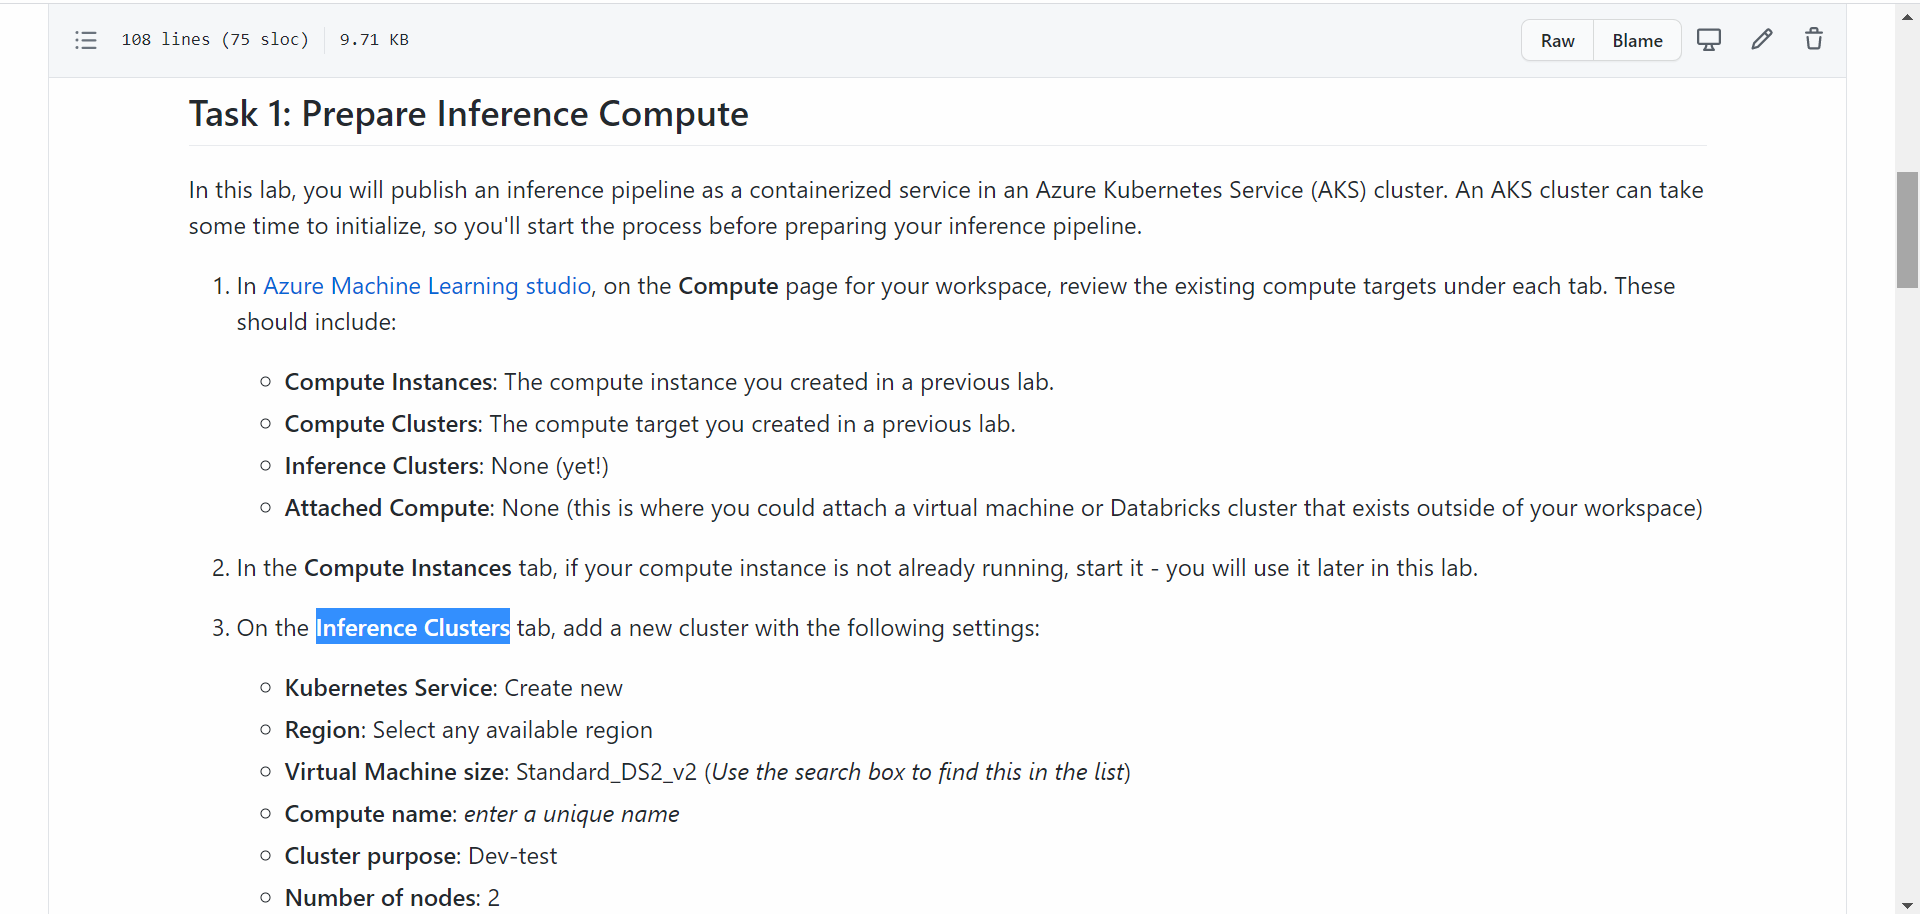 108 lines (75 sloc) 9.71 KB Raw Blame
Task 1: Prepare Inference Compute
In this lab, you will publish an inference pipeline as a containerized service in an Azure Kubernetes Service (AKS) cluster. An AKS cluster can take
some time to initialize, so you'll start the process before preparing your inference pipeline.
1. In Azure Machine Learning studio, on the Compute page for your workspace, review the existing compute targets under each tab. These
should include:
Compute Instances: The compute instance you created in a previous lab.
Compute Clusters: The compute target you created in a previous lab.
Inference Clusters: None (yet!)
Attached Compute: None (this is where you could attach a virtual machine or Databricks cluster that exists outside of your workspace)
2. In the Compute Instances tab, if your compute instance is not already running, start it - you will use it later in this lab.
3. On the Inference Clusters tab, add a new cluster with the following settings:
Kubernetes Service: Create new
Region: Select any available region
Virtual Machine size: Standard_DS2_v2 (Use the search box to find this in the list)
Compute name: enter a unique name
Cluster purpose: Dev-test
Number of nodes: 2